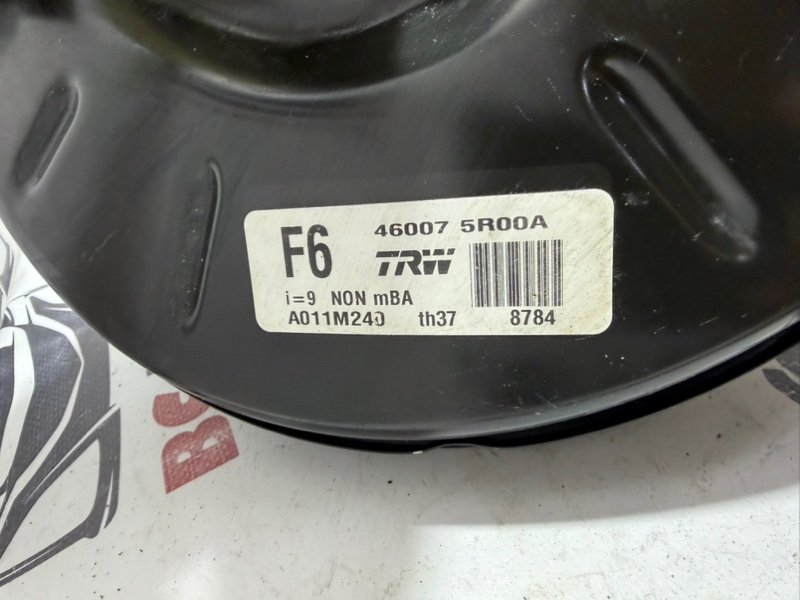 F6 46007 5R00A
TRW
i=9 NON mBA
A011M240 th37 8784